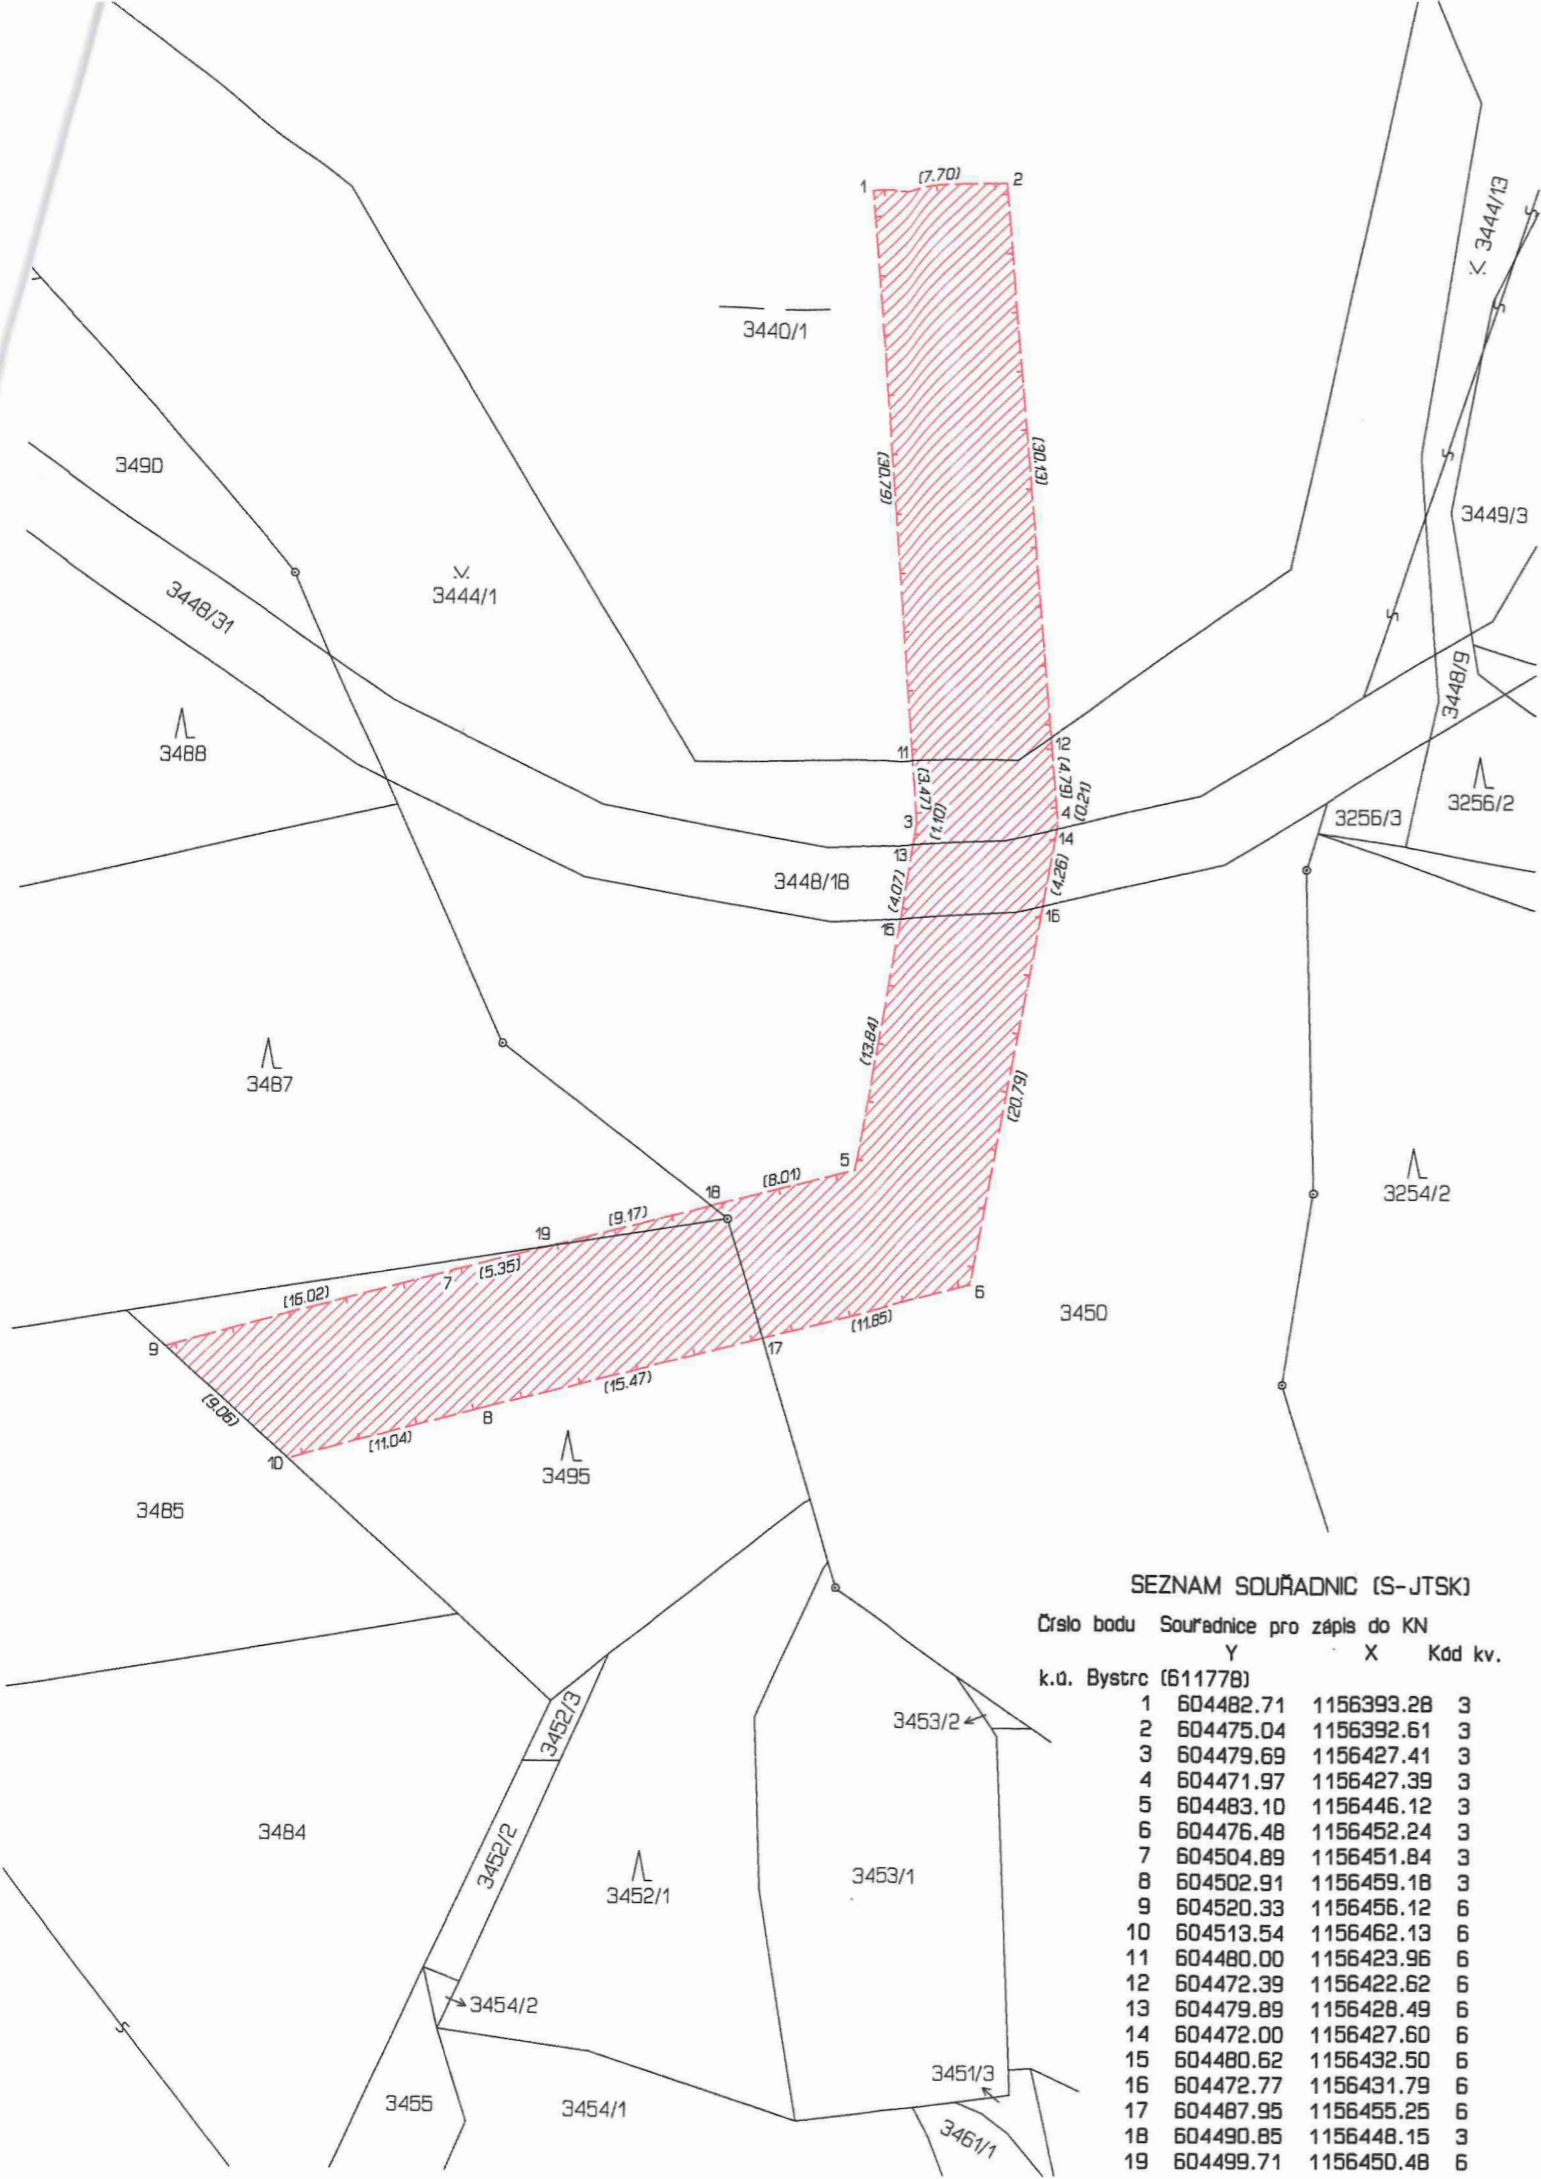 1 (7.70) 2
3444/13
3440/1
(30.79)
(30.13)
3490
3449/3
3444/1
3448/31
3448/9
3488
11
12
(3.47)
(4.79)
(0.21)
3
(1.10)
4
3256/3
3256/2
13
14
3448/18
(4.07)
(4.26)
15
16
(13.84)
3487
(20.79)
5
(8.01)
18
3254/2
(9.17)
19
(5.35)
7
(16.02)
6
3450
(11.85)
9
17
(15.47)
(9.06)
8
(11.04)
10
3495
3485
3452/3
3453/2
3484
3452/2
3452/1
3453/1
3454/2
3451/3
3455
3454/1
3461/1
SEZNAM SOUŘADNIC (S-JTSK)
Číslo bodu Souřadnice pro zápis do KN
Y X Kód kv.
k.ú. Bystrc (611778)
1 604482.71 1156393.28 3
2 604475.04 1156392.61 3
3 604479.69 1156427.41 3
4 604471.97 1156427.39 3
5 604483.10 1156446.12 3
6 604476.48 1156452.24 3
7 604504.89 1156451.84 3
8 604502.91 1156459.18 3
9 604520.33 1156456.12 6
10 604513.54 1156462.13 6
11 604480.00 1156423.96 6
12 604472.39 1156422.62 6
13 604479.89 1156428.49 6
14 604472.00 1156427.60 6
15 604480.62 1156432.50 6
16 604472.77 1156431.79 6
17 604487.95 1156455.25 6
18 604490.85 1156448.15 3
19 604499.71 1156450.48 6